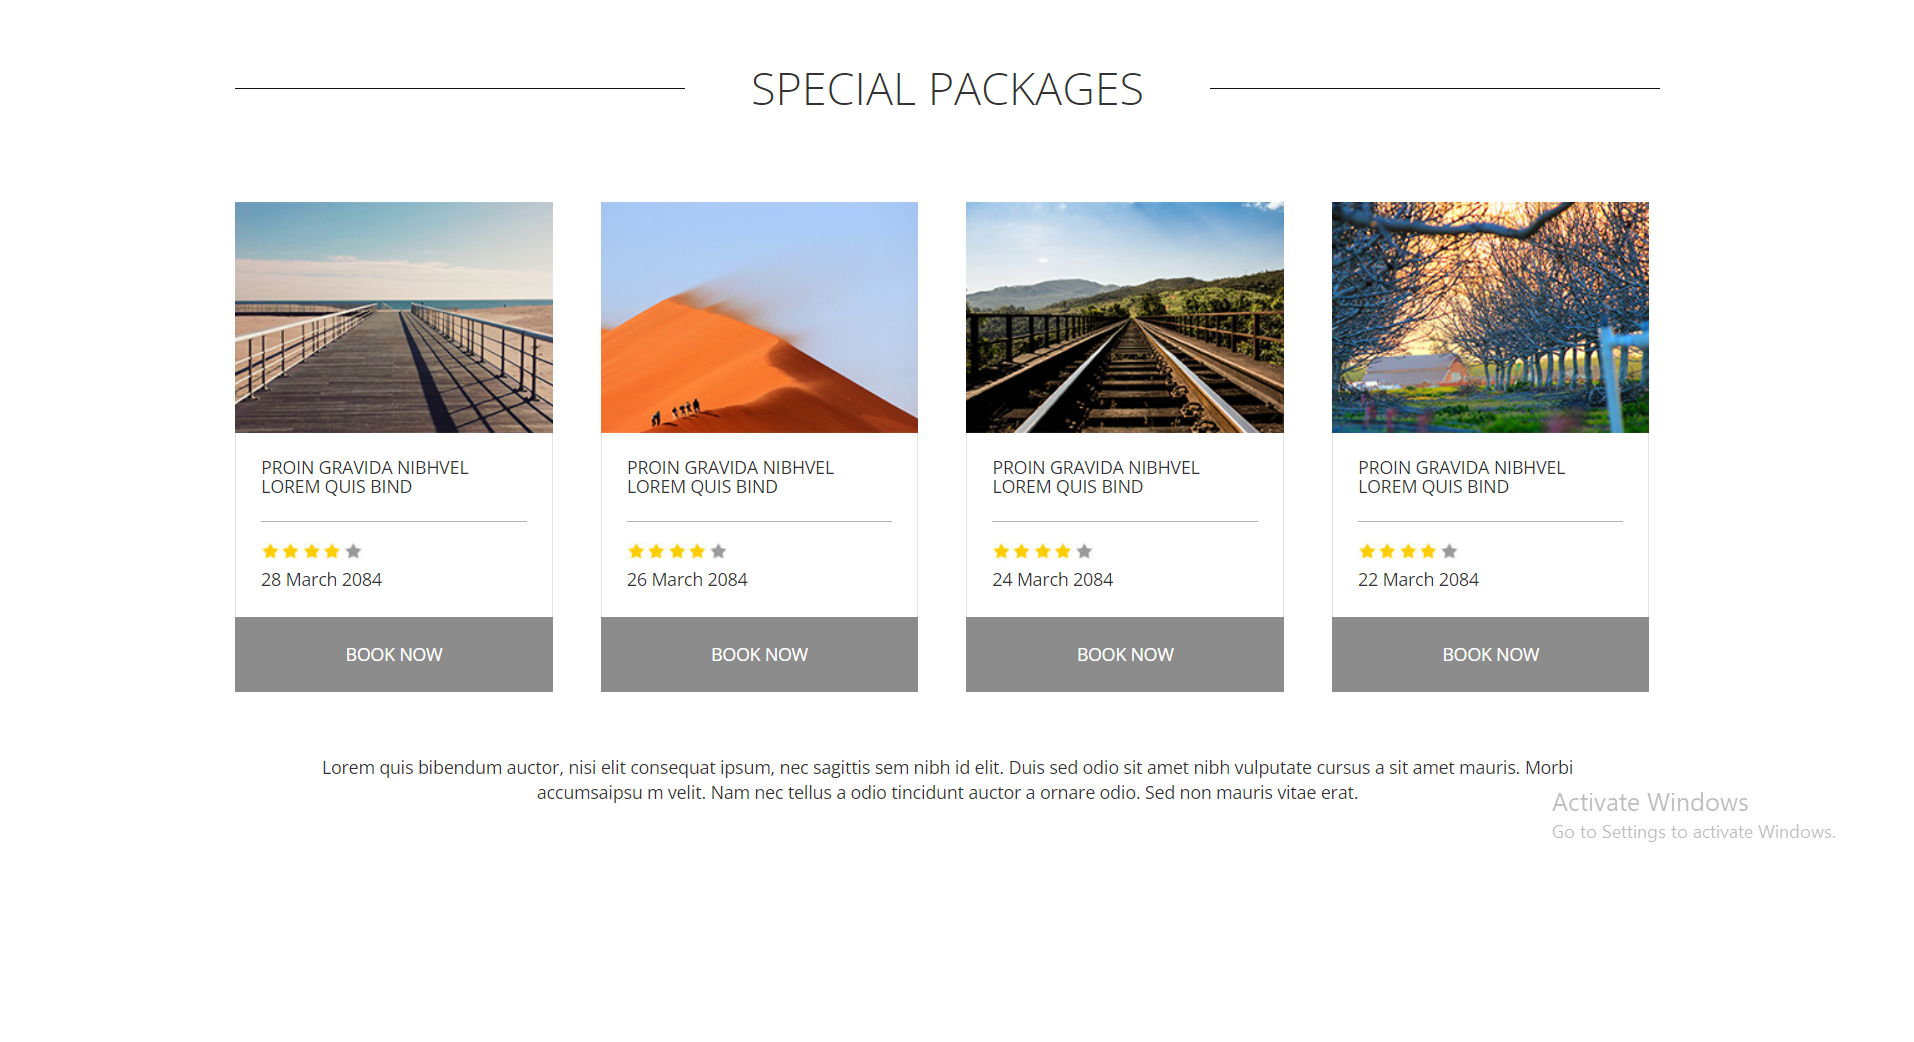 SPECIAL PACKAGES
PROIN GRAVIDA NIBHVEL
LOREM QUIS BIND
28 March 2084
BOOK NOW
PROIN GRAVIDA NIBHVEL
LOREM QUIS BIND
26 March 2084
BOOK NOW
PROIN GRAVIDA NIBHVEL
LOREM QUIS BIND
24 March 2084
BOOK NOW
PROIN GRAVIDA NIBHVEL
LOREM QUIS BIND
22 March 2084
BOOK NOW
Lorem quis bibendum auctor, nisi elit consequat ipsum, nec sagittis sem nibh id elit. Duis sed odio sit amet nibh vulputate cursus a sit amet mauris. Morbi
accumsaipsu m velit. Nam nec tellus a odio tincidunt auctor a ornare odio. Sed non mauris vitae erat.
Activate Windows
Go to Settings to activate Windows.